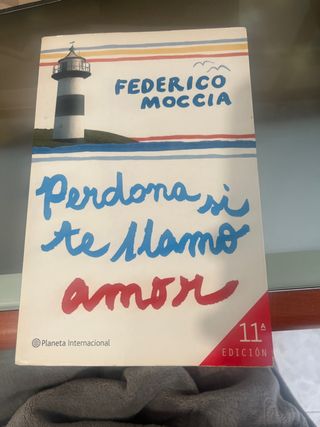 FEDERICO
MOCCIA
Perdona si
te llamo
amor
Planeta Internacional
11ª
EDICIÓN